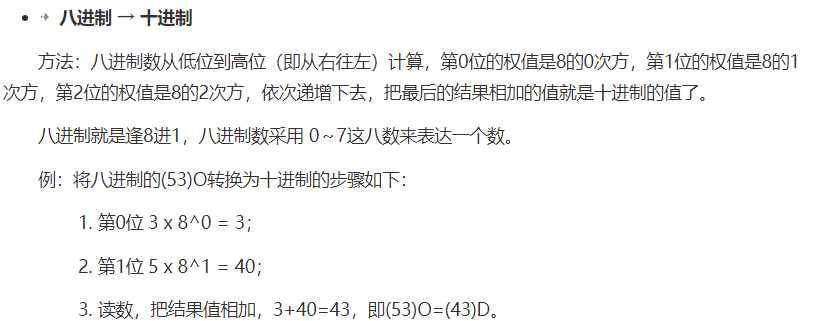 八进制 → 十进制
方法：八进制数从低位到高位（即从右往左）计算，第0位的权值是8的0次方，第1位的权值是8的1
次方，第2位的权值是8的2次方，依次递增下去，把最后的结果相加的值就是十进制的值了。
八进制就是逢8进1，八进制数采用 0～7这八数来表达一个数。
例：将八进制的(53)O转换为十进制的步骤如下：
1. 第0位 3 x 8^0 = 3；
2. 第1位 5 x 8^1 = 40；
3. 读数，把结果值相加，3+40=43，即(53)O=(43)D。